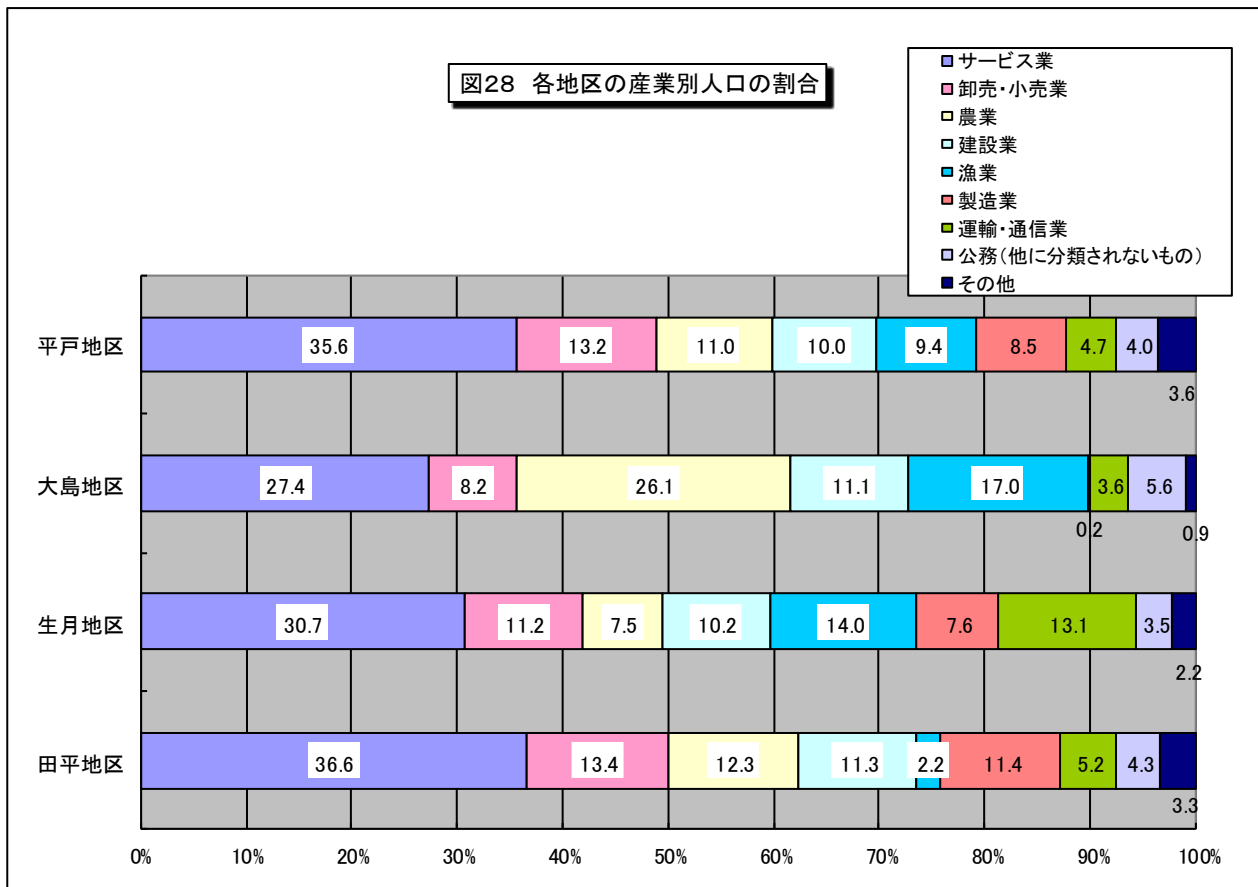 図28 各地区の産業別人口の割合
サービス業
卸売・小売業
農業
建設業
漁業
製造業
運輸・通信業
公務(他に分類されないもの)
その他
平戸地区 35.6 13.2 11.0 10.0 9.4 8.5 4.7 4.0
3.6
大島地区 27.4 8.2 26.1 11.1 17.0 3.6 5.6
0.2 0.9
生月地区 30.7 11.2 7.5 10.2 14.0 7.6 13.1 3.5
2.2
田平地区 36.6 13.4 12.3 11.3 2.2 11.4 5.2 4.3
3.3
0% 10% 20% 30% 40% 50% 60% 70% 80% 90% 100%